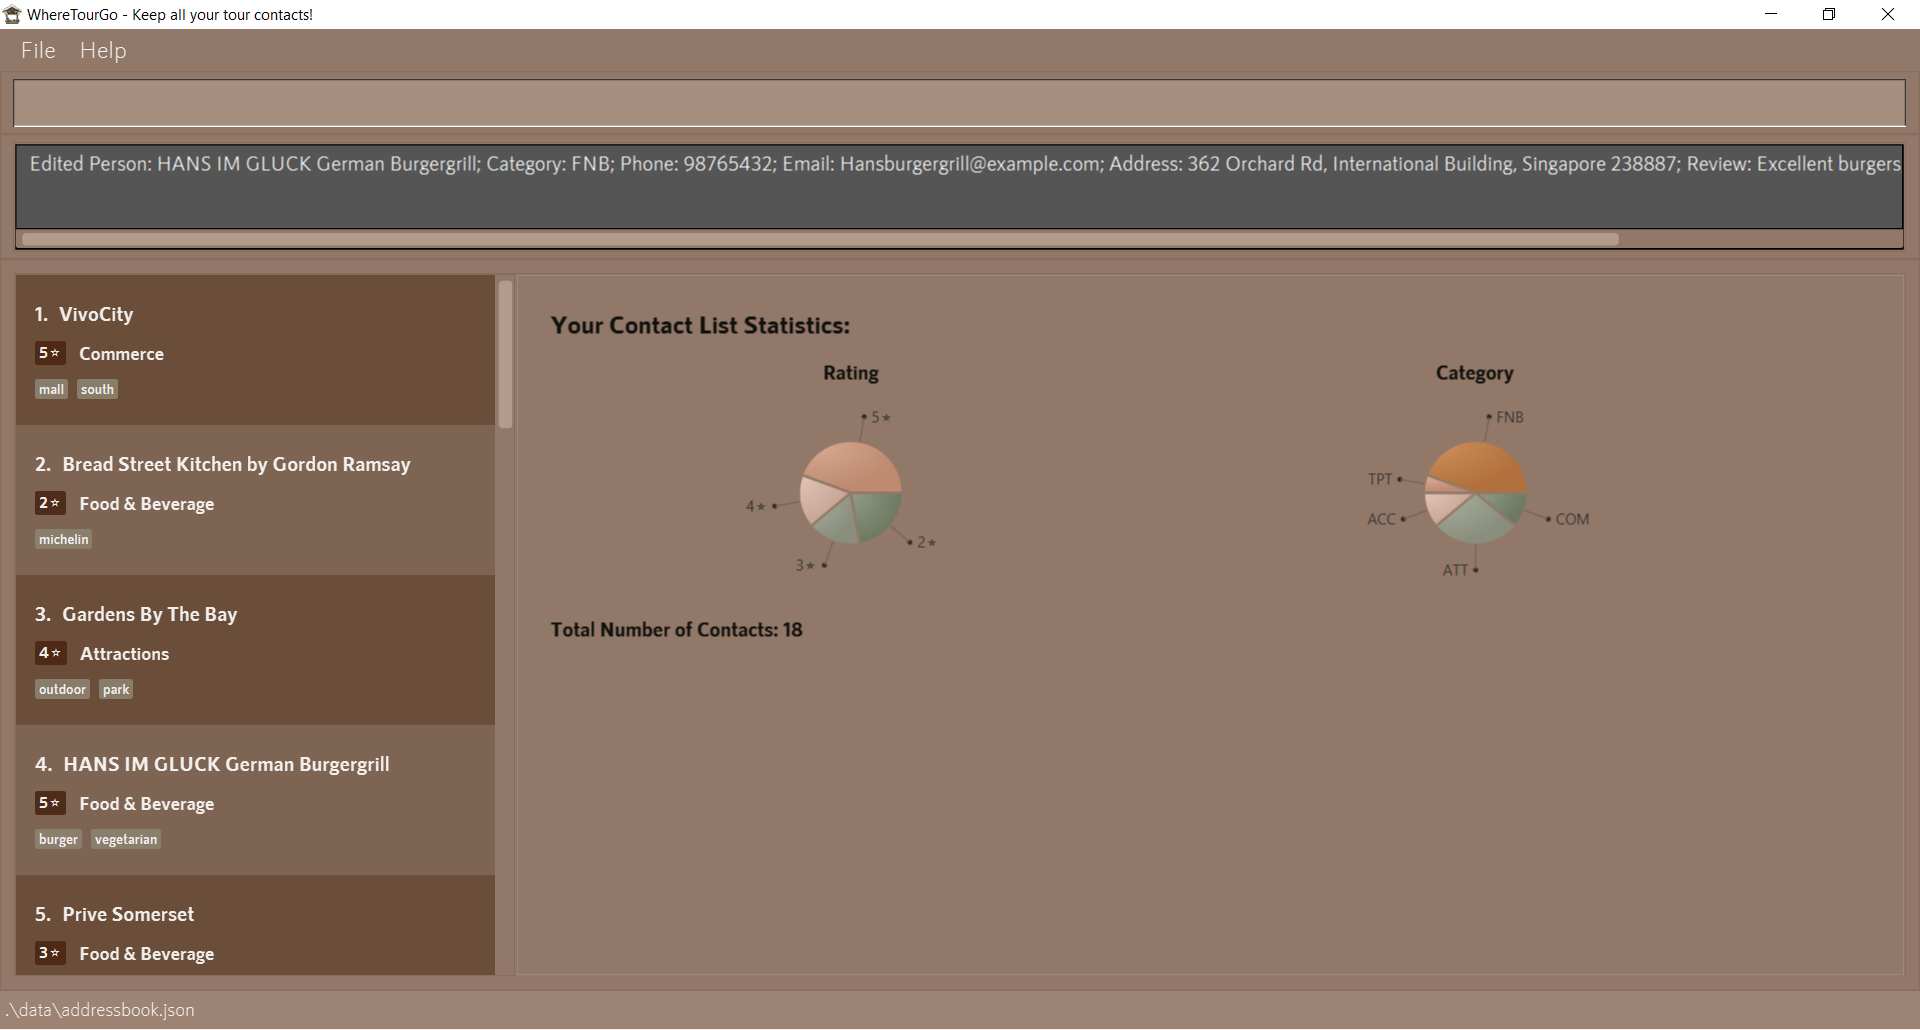 WhereTourGo - Keep all your tour contacts!
File Help
Edited Person: HANS IM GLUCK German Burgergrill; Category: FNB; Phone: 98765432; Email: Hansburgergrill@example.com; Address: 362 Orchard Rd, International Building, Singapore 238887; Review: Excellent burgers
1. VivoCity
5☆ Commerce
mall south
2. Bread Street Kitchen by Gordon Ramsay
2☆ Food & Beverage
michelin
3. Gardens By The Bay
4☆ Attractions
outdoor park
4. HANS IM GLUCK German Burgergrill
5☆ Food & Beverage
burger vegetarian
5. Prive Somerset
3☆ Food & Beverage
Your Contact List Statistics:
Rating
5★
4★
2★
3★
Category
FNB
TPT
ACC
COM
ATT
Total Number of Contacts: 18
.\data\addressbook.json